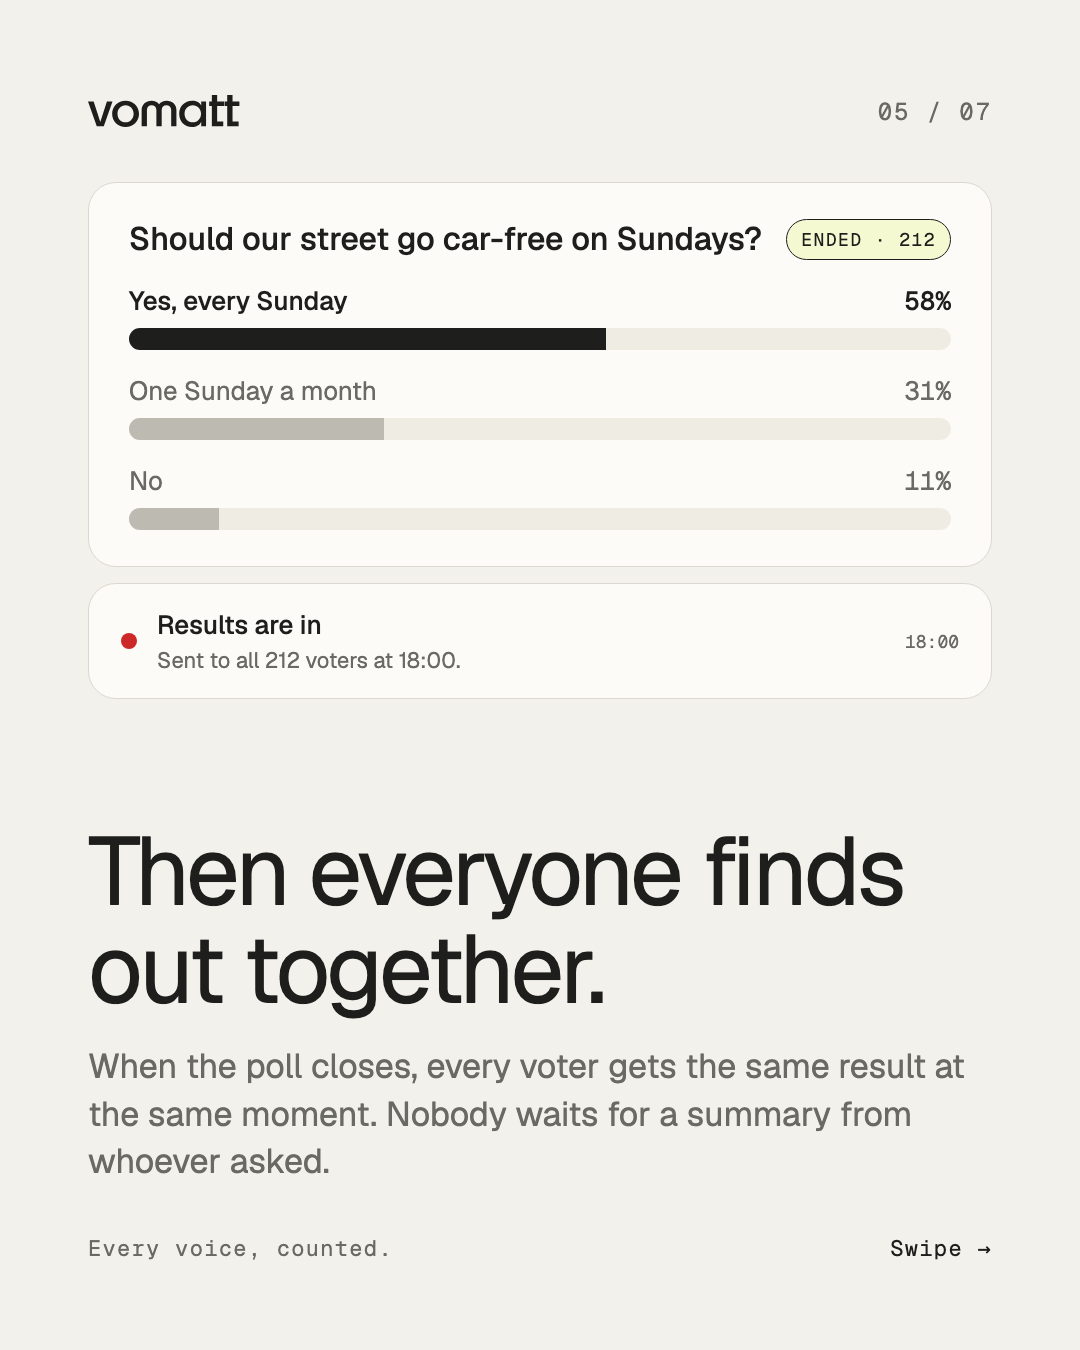 vomatt
05 / 07
Should our street go car-free on Sundays?
ENDED · 212
Yes, every Sunday
58%
One Sunday a month
31%
No
11%
Results are in
Sent to all 212 voters at 18:00.
18:00
Then everyone finds
out together.
When the poll closes, every voter gets the same result at
the same moment. Nobody waits for a summary from
whoever asked.
Every voice, counted.
Swipe →